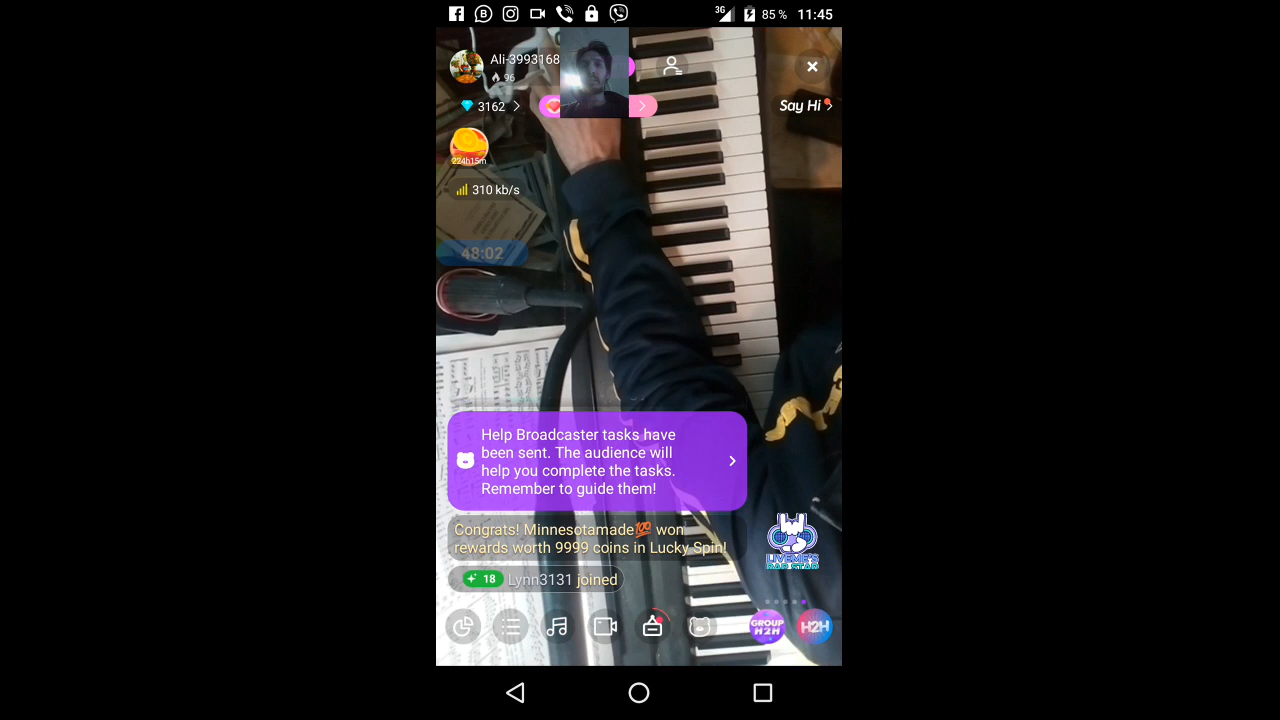 3G
85 %
11:45
Ali-3993168
96
3162
Say Hi
224h15m
310 kb/s
48:02
Help Broadcaster tasks have
been sent. The audience will
help you complete the tasks.
Remember to guide them!
Congrats! Minnesotamade💯 won
rewards worth 9999 coins in Lucky Spin!
18 Lynn3131 joined
LIVEME'S
GROUP
H2H
H2H